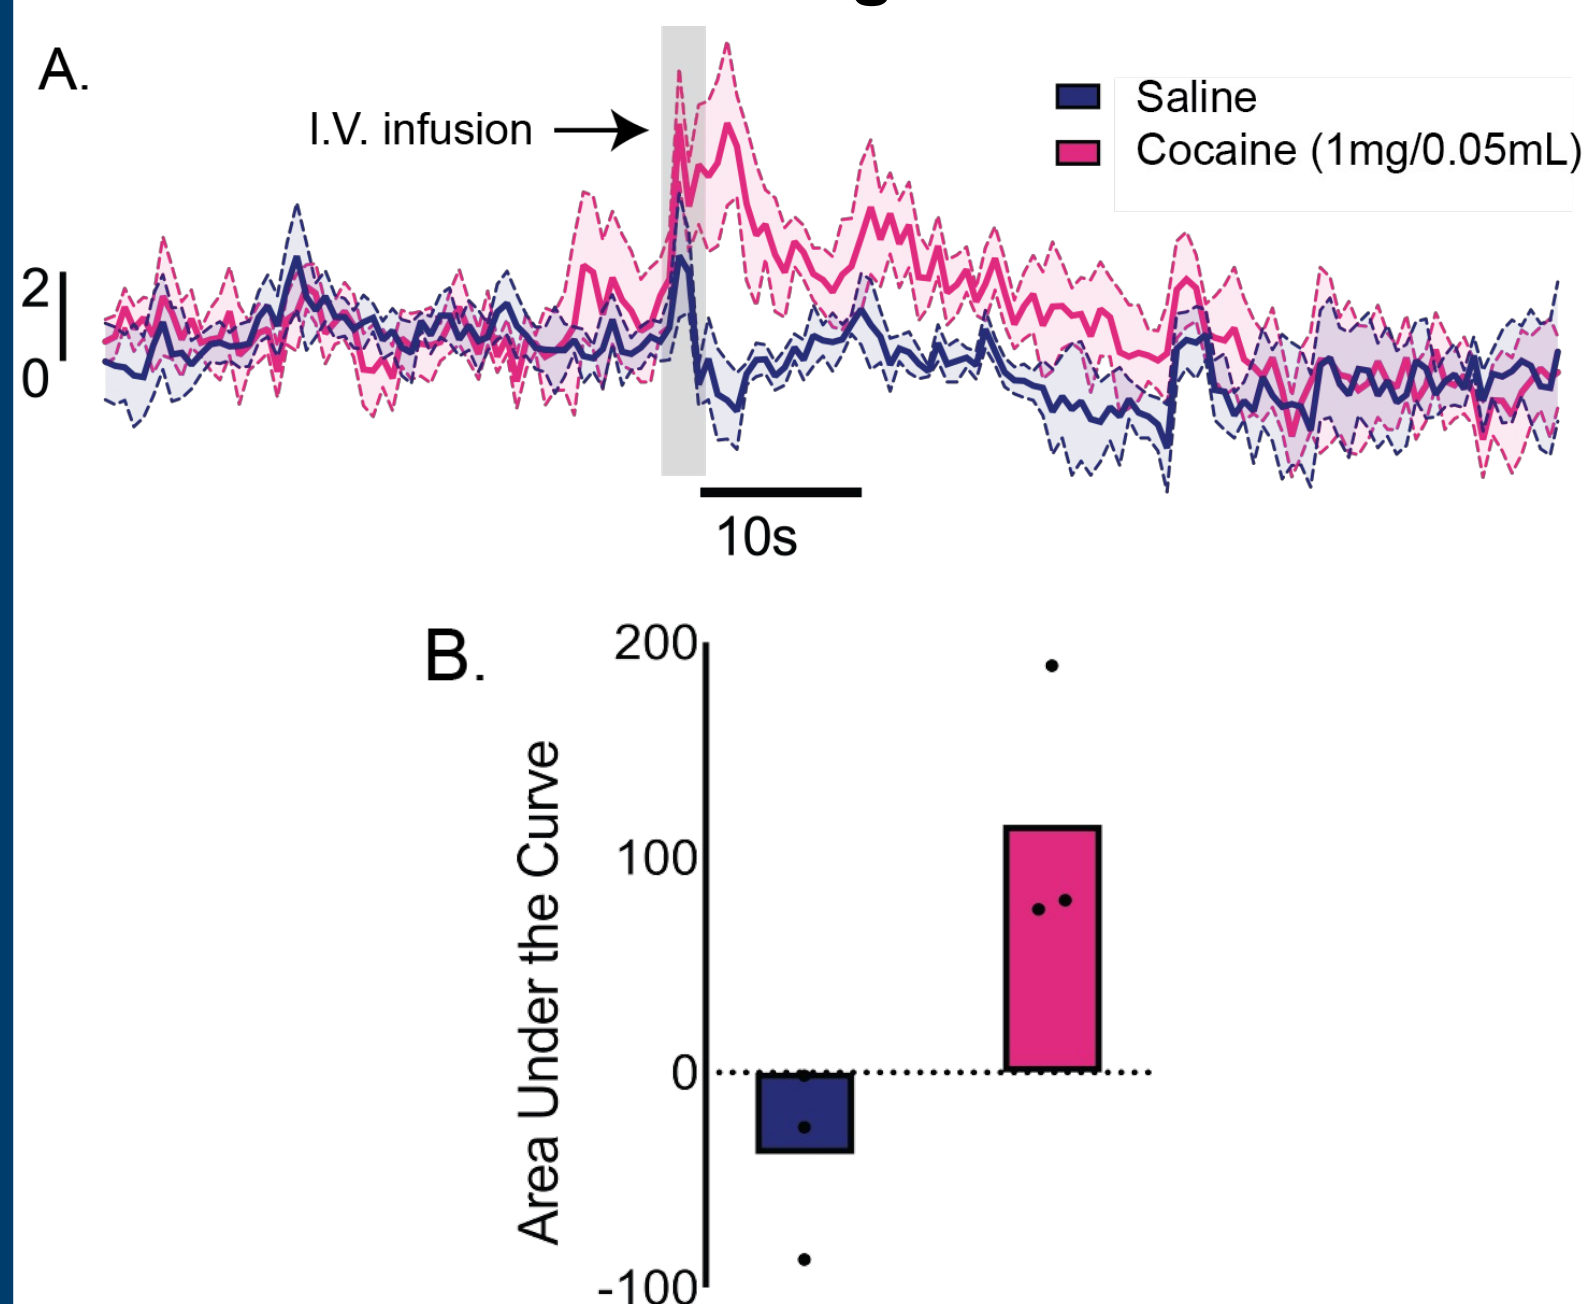 A.
I.V. infusion
Saline
Cocaine (1mg/0.05mL)
2
0
10s
B.
Area Under the Curve
200
100
0
-100